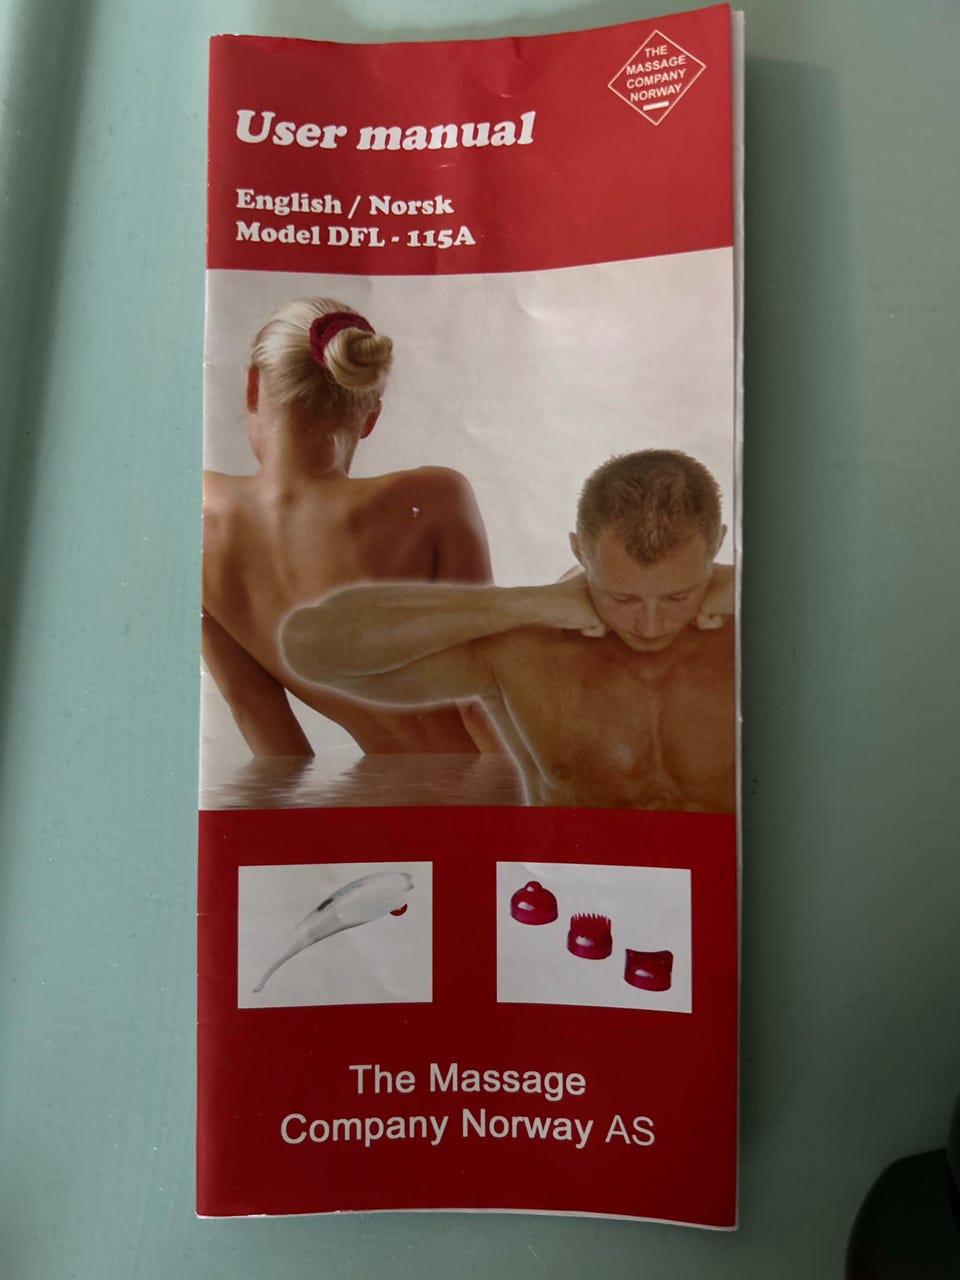 THE
MASSAGE
COMPANY
NORWAY
User manual
English / Norsk
Model DFL - 115A
The Massage
Company Norway AS